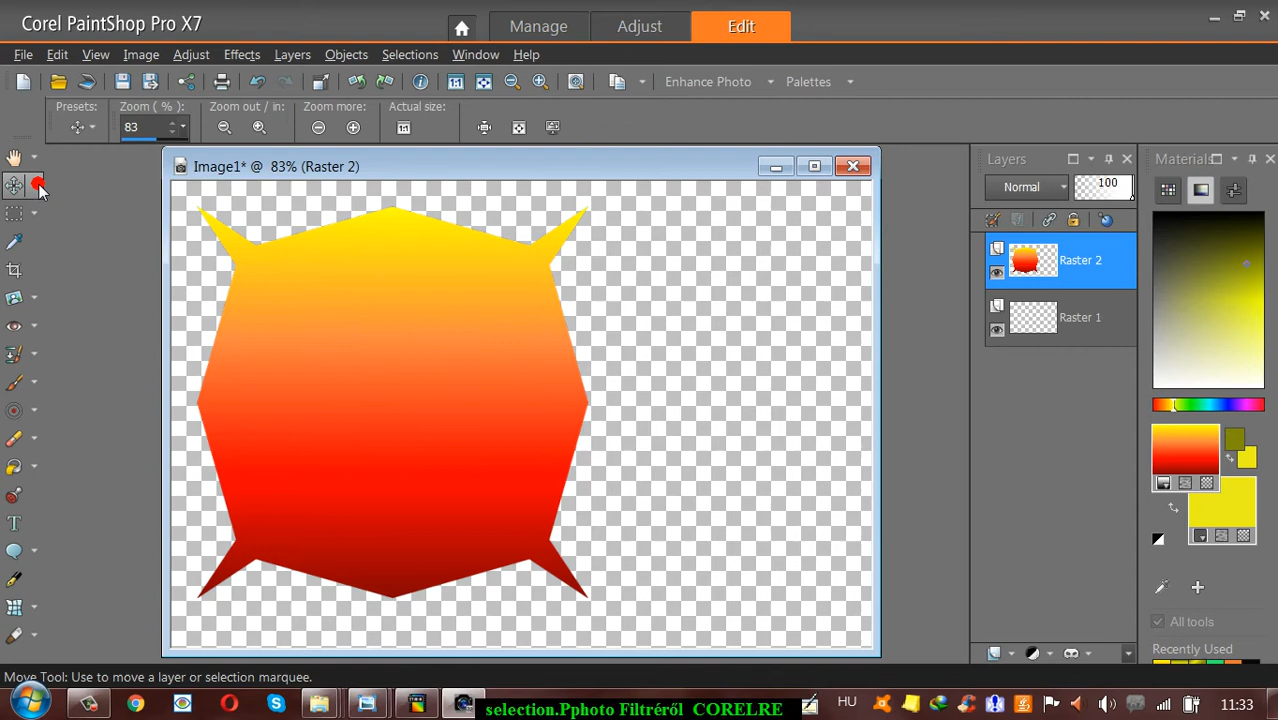 Corel PaintShop Pro X7
Manage
Adjust
Edit
File
Edit
View
Image
Adjust
Effects
Layers
Objects
Selections
Window
Help
Enhance Photo
Palettes
Presets:
Zoom ( % ):
Zoom out / in:
Zoom more:
Actual size:
83
Image1* @ 83% (Raster 2)
Layers
Materials
Normal
100
Raster 2
Raster 1
All tools
Recently Used
Move Tool: Use to move a layer or selection marquee.
selection.Pphoto Filtréről CORELRE
HU
11:33